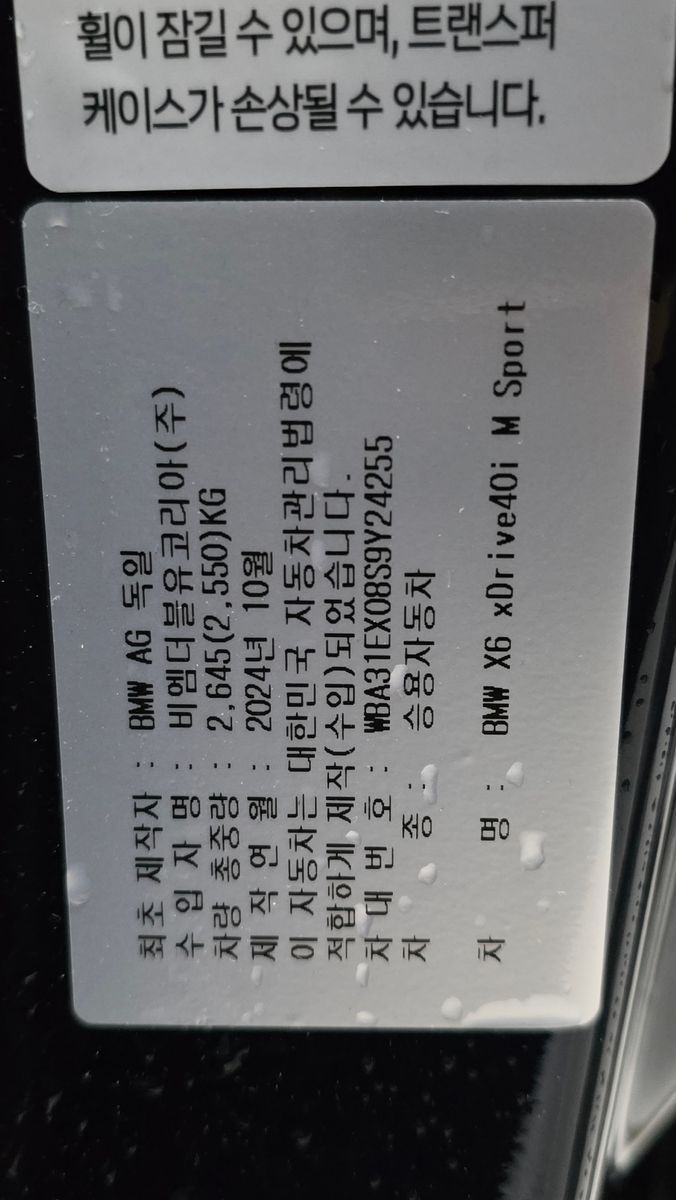 휠이 잠길 수 있으며, 트랜스퍼
케이스가 손상될 수 있습니다.
최초 제작자 : BMW AG 독일
수 입 자 명 : 비엠더블유코리아(주)
차량 총중량 : 2,645(2,550)KG
제 작 연 월 : 2024년 10월
이 자동차는 대한민국 자동차관리법령에
적합하게 제작(수입)되었습니다.
차 대 번 호 : WBA31EX08S9Y24255
차 종 : 승용자동차
차 명 : BMW X6 xDrive40i M Sport